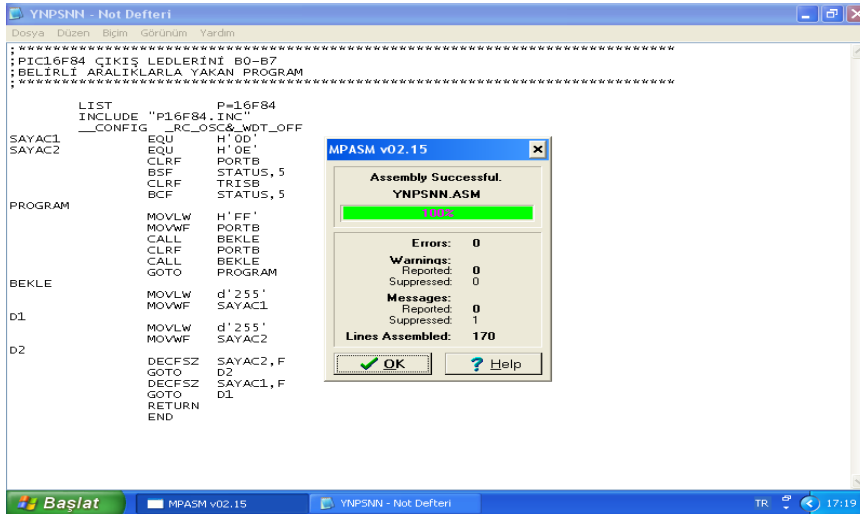 YNPSNN - Not Defteri
Dosya Düzen Biçim Görünüm Yardım
;**************************************************************************
;PIC16F84 ÇIKIŞ LEDLERİNİ B0-B7
;BELİRLİ ARALIKLARLA YAKAN PROGRAM
;**************************************************************************
LIST P=16F84
INCLUDE "P16F84.INC"
__CONFIG _RC_OSC&_WDT_OFF
SAYAC1 EQU H'0D'
SAYAC2 EQU H'0E'
CLRF PORTB
BSF STATUS,5
CLRF TRISB
BCF STATUS,5
PROGRAM
MOVLW H'FF'
MOVWF PORTB
CALL BEKLE
CLRF PORTB
CALL BEKLE
GOTO PROGRAM
BEKLE
MOVLW d'255'
MOVWF SAYAC1
D1
MOVLW d'255'
MOVWF SAYAC2
D2
DECFSZ SAYAC2,F
GOTO D2
DECFSZ SAYAC1,F
GOTO D1
RETURN
END
MPASM v02.15
Assembly Successful.
YNPSNN.ASM
100%
Errors: 0
Warnings:
Reported: 0
Suppressed: 0
Messages:
Reported: 0
Suppressed: 1
Lines Assembled: 170
OK
Help
Başlat
MPASM v02.15
YNPSNN - Not Defteri
TR
17:19